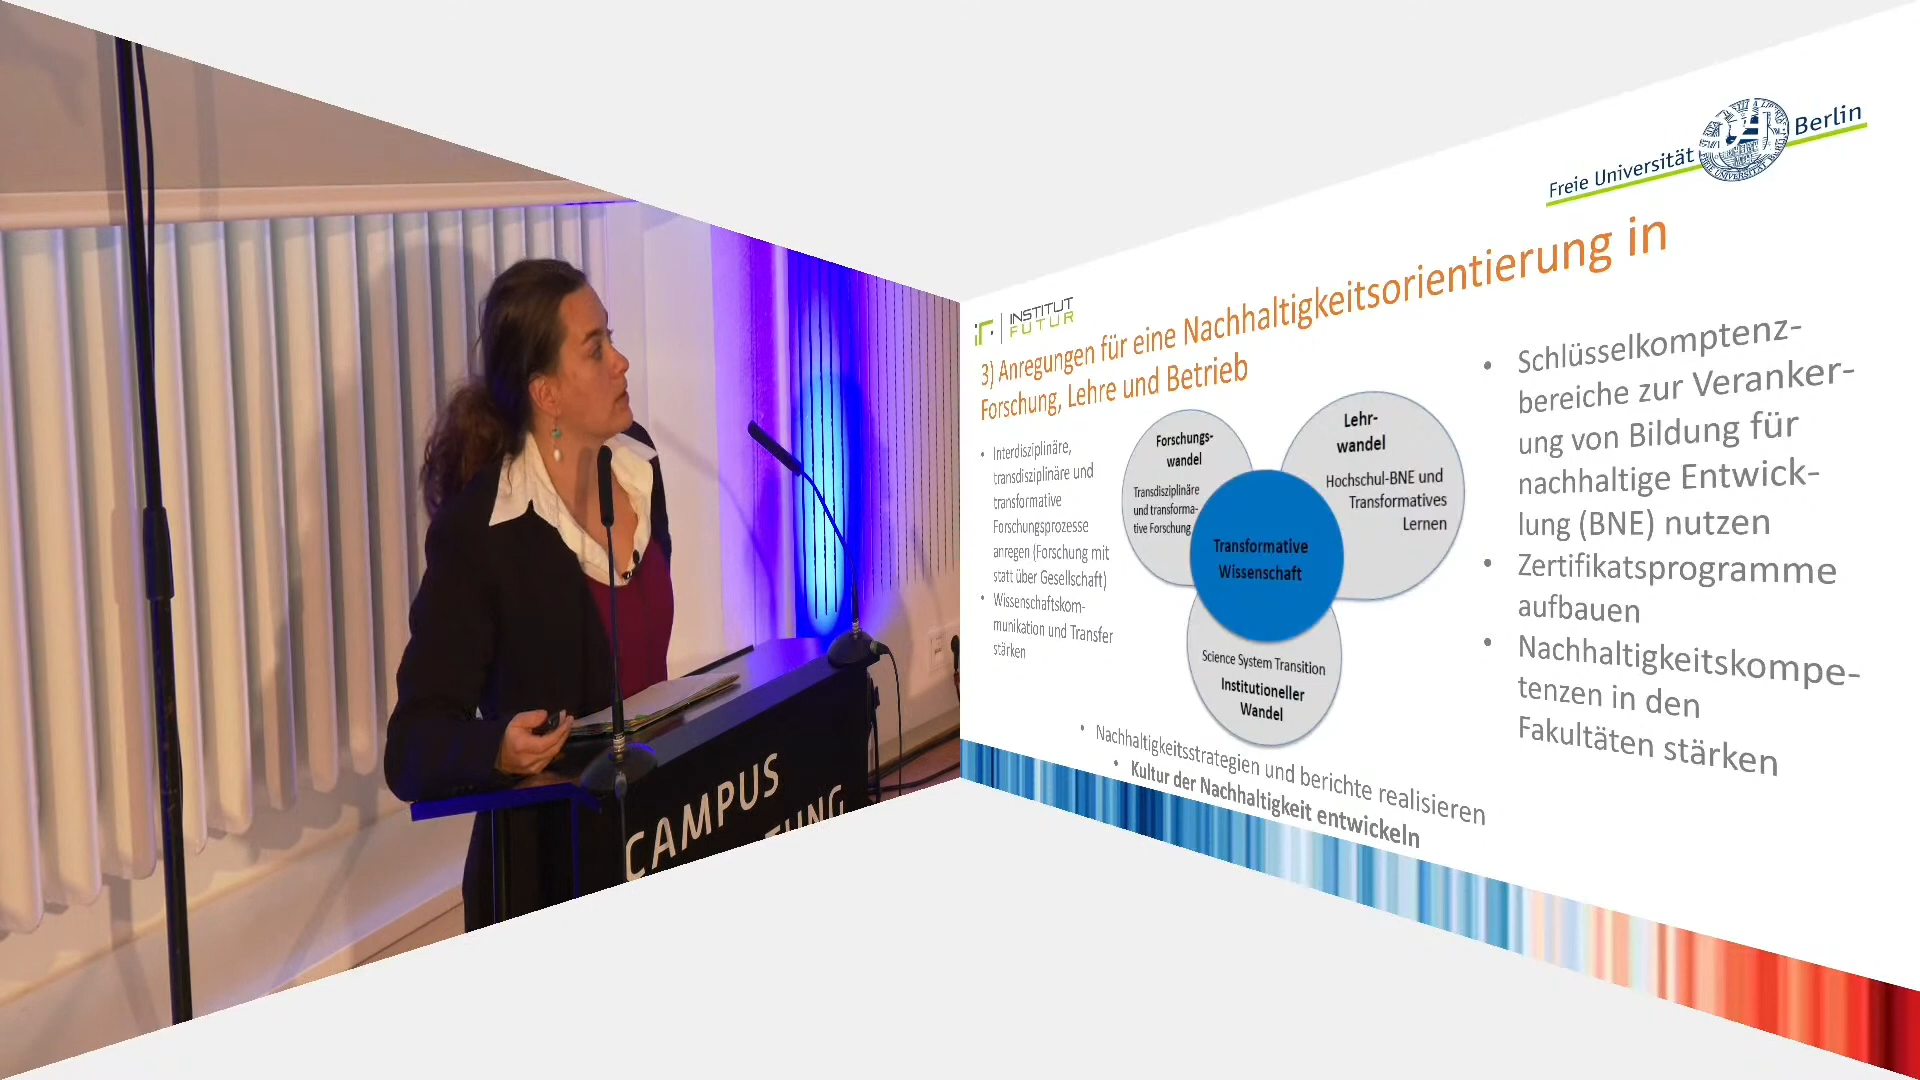 CAMPUS
Freie Universität Berlin
INSTITUT
FUTUR
3) Anregungen für eine Nachhaltigkeitsorientierung in
Forschung, Lehre und Betrieb
• Interdisziplinäre,
transdisziplinäre und
transformative
Forschungsprozesse
anregen (Forschung mit
statt über Gesellschaft)
• Wissenschaftskom-
munikation und Transfer
stärken
Forschungs-
wandel
Transdisziplinäre
und transforma-
tive Forschung
Lehr-
wandel
Hochschul-BNE und
Transformatives
Lernen
Transformative
Wissenschaft
Science System Transition
Institutioneller
Wandel
• Nachhaltigkeitsstrategien und berichte realisieren
• Kultur der Nachhaltigkeit entwickeln
• Schlüsselkomptenz-
bereiche zur Veranker-
ung von Bildung für
nachhaltige Entwick-
lung (BNE) nutzen
• Zertifikatsprogramme
aufbauen
• Nachhaltigkeitskompe-
tenzen in den
Fakultäten stärken